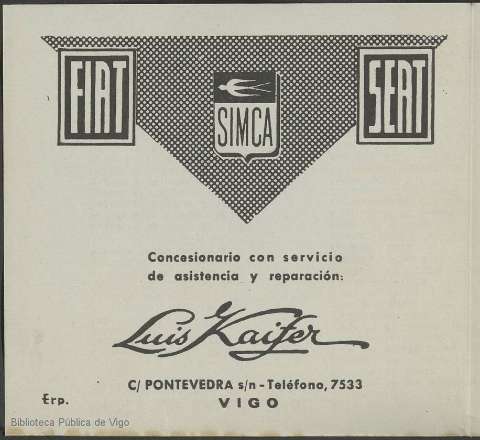 FIAT
SIMCA
SEAT
Concesionario con servicio
de asistencia y reparación:
Luis Kaifer
C/ PONTEVEDRA s/n - Teléfono, 7533
VIGO
Erp.
Biblioteca Pública de Vigo